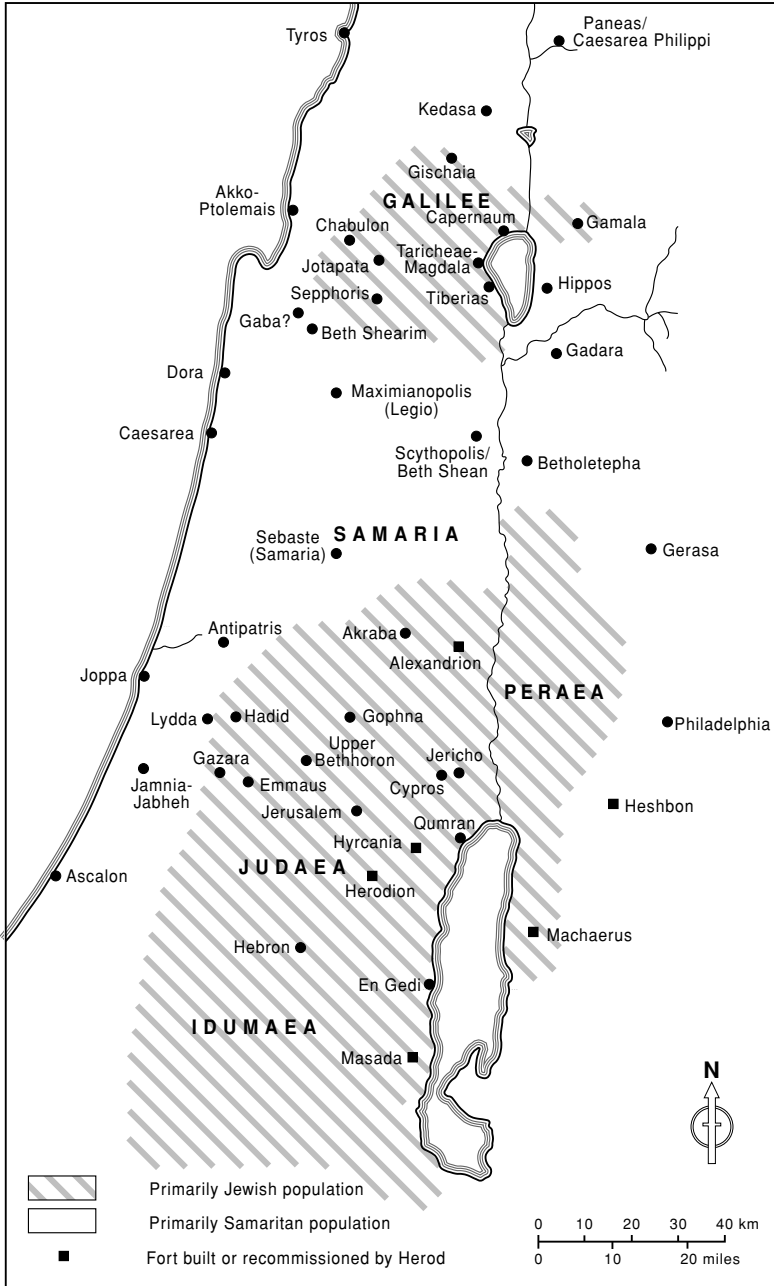 Tyros
Paneas/
Caesarea Philippi
Kedasa
Gischaia
GALILEE
Akko-
Ptolemais
Capernaum
Gamala
Chabulon
Taricheae-
Magdala
Jotapata
Sepphoris
Tiberias
Hippos
Gaba?
Beth Shearim
Gadara
Dora
Maximianopolis
(Legio)
Caesarea
Scythopolis/
Beth Shean
Betholetepha
Sebaste
(Samaria)
SAMARIA
Gerasa
Antipatris
Akraba
Alexandrion
Joppa
PERAEA
Lydda
Hadid
Gophna
Philadelphia
Upper
Bethhoron
Jericho
Gazara
Jamnia-
Jabheh
Emmaus
Cypros
Heshbon
Jerusalem
Qumran
Hyrcania
JUDAEA
Ascalon
Herodion
Machaerus
Hebron
En Gedi
IDUMAEA
Masada
N
Primarily Jewish population
Primarily Samaritan population
Fort built or recommissioned by Herod
0 10 20 30 40 km
0 10 20 miles